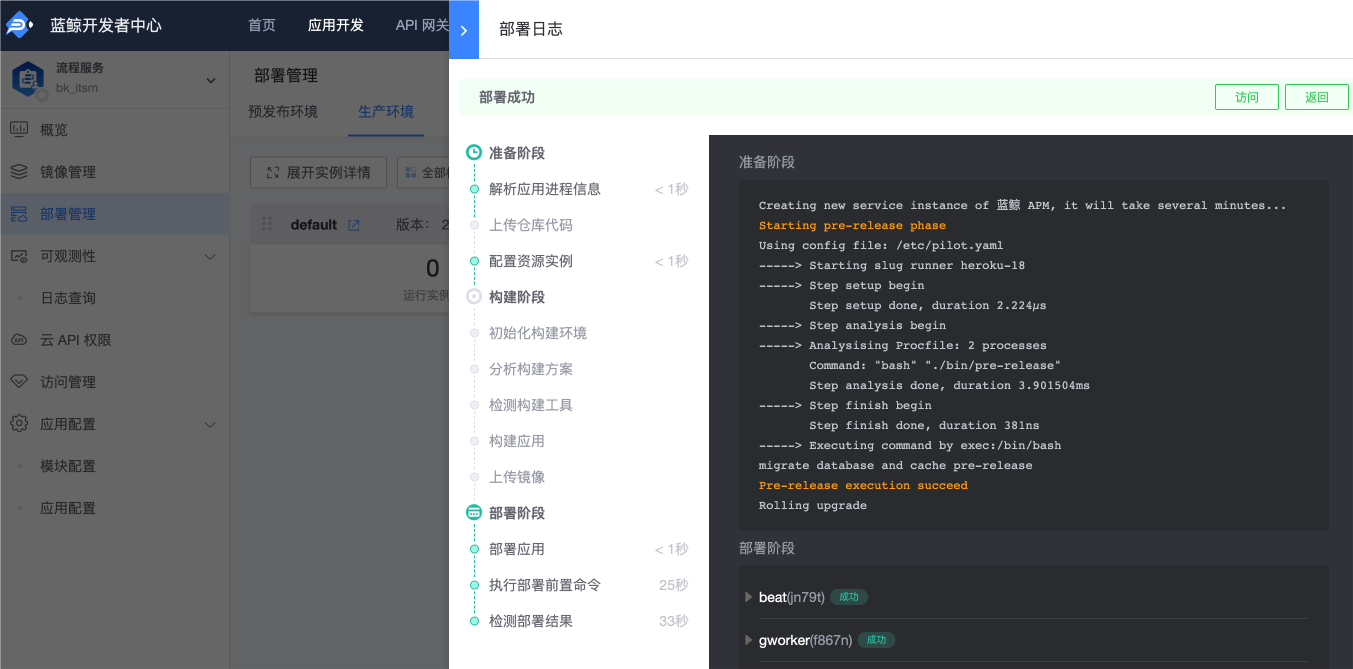 蓝鲸开发者中心
首页
应用开发
API 网关
流程服务
bk_itsm
概览
镜像管理
部署管理
可观测性
日志查询
云 API 权限
访问管理
应用配置
模块配置
应用配置
部署管理
预发布环境
生产环境
展开实例详情
全部
default
版本: 2
0
运行实例
部署日志
部署成功
访问
返回
准备阶段
解析应用进程信息 < 1秒
上传仓库代码
配置资源实例 < 1秒
构建阶段
初始化构建环境
分析构建方案
检测构建工具
构建应用
上传镜像
部署阶段
部署应用 < 1秒
执行部署前置命令 25秒
检测部署结果 33秒
准备阶段
Creating new service instance of 蓝鲸 APM, it will take several minutes...
Starting pre-release phase
Using config file: /etc/pilot.yaml
-----> Starting slug runner heroku-18
-----> Step setup begin
Step setup done, duration 2.224µs
-----> Step analysis begin
-----> Analysising Procfile: 2 processes
Command: "bash" "./bin/pre-release"
Step analysis done, duration 3.901504ms
-----> Step finish begin
Step finish done, duration 381ns
-----> Executing command by exec:/bin/bash
migrate database and cache pre-release
Pre-release execution succeed
Rolling upgrade
部署阶段
beat(jn79t) 成功
gworker(f867n) 成功